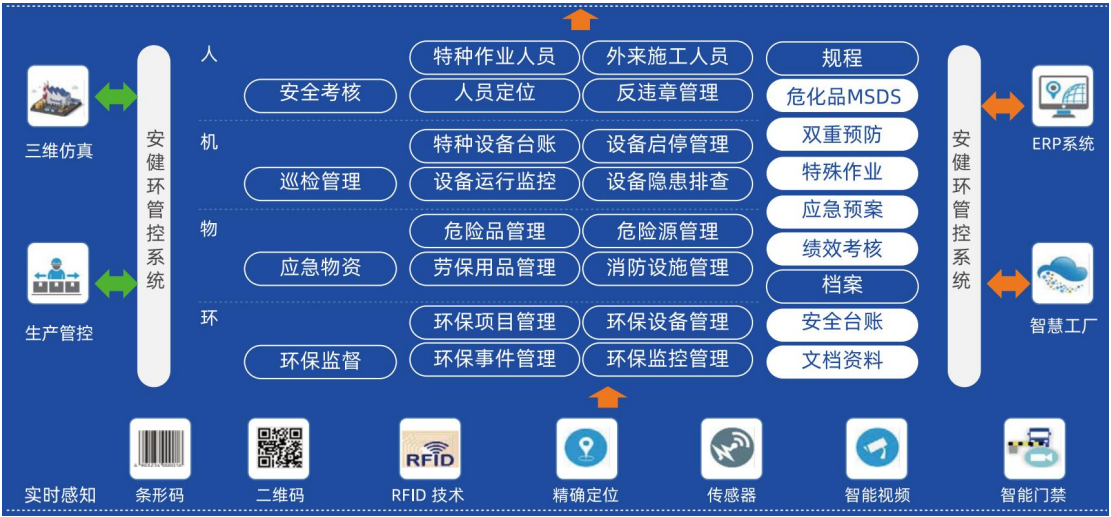 人
特种作业人员
外来施工人员
规程
安全考核
人员定位
反违章管理
危化品MSDS
三维仿真
安健环管控系统
机
特种设备台账
设备启停管理
双重预防
安健环管控系统
ERP系统
巡检管理
设备运行监控
设备隐患排查
特殊作业
物
危险品管理
危险源管理
应急预案
应急物资
劳保用品管理
消防设施管理
绩效考核
档案
生产管控
环
环保项目管理
环保设备管理
安全台账
智慧工厂
环保监督
环保事件管理
环保监控管理
文档资料
RFID
实时感知
条形码
二维码
RFID 技术
精确定位
传感器
智能视频
智能门禁